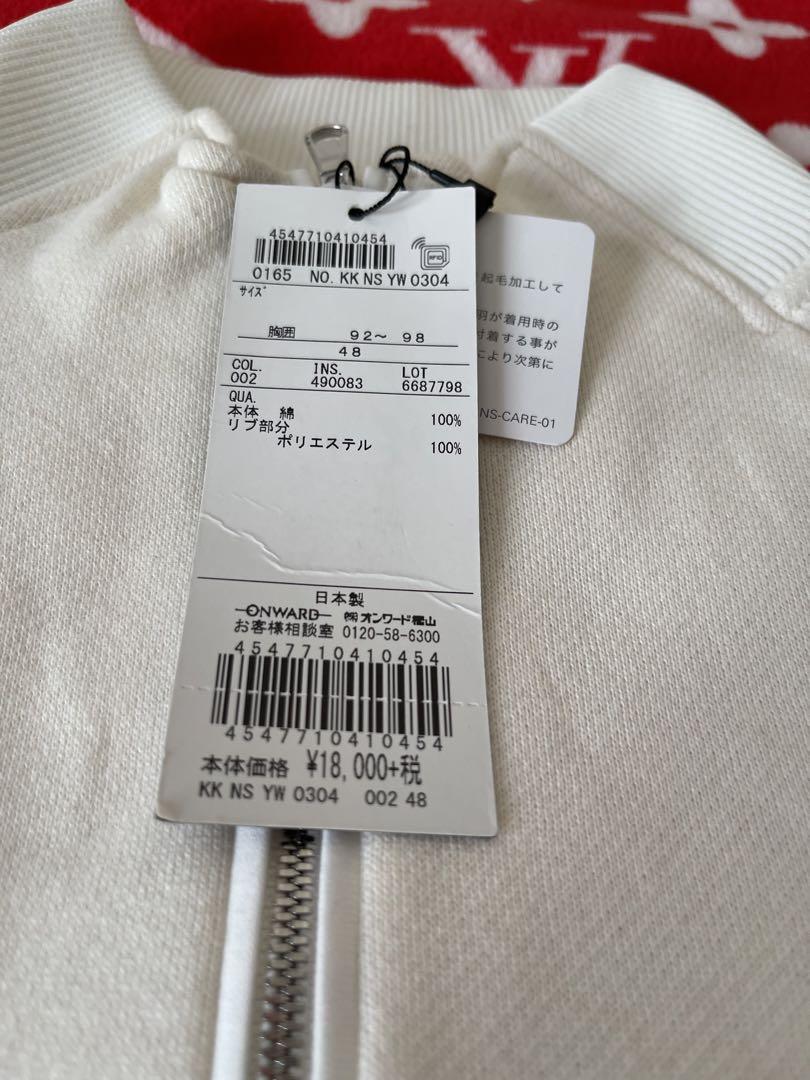 4547710410454
RFID
0165 NO. KK NS YW 0304
サイズ
胸囲 92～ 98
48
COL. INS. LOT
002 490083 6687798
QUA.
本体 綿 100%
リブ部分
ポリエステル 100%
日本製
ONWARD ㈱オンワード樫山
お客様相談室 0120-58-6300
4547710410454
4547710410454
本体価格 ¥18,000+税
KK NS YW 0304 002 48
起毛加工して
羽が着用時の
付着する事が
により次第に
NS-CARE-01